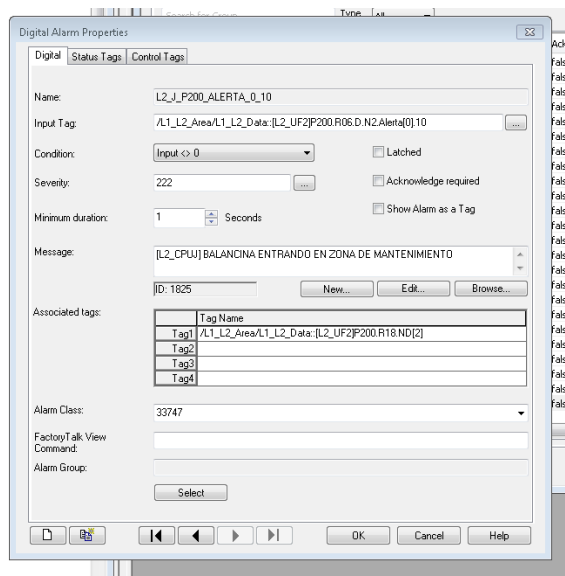 Search for Group
Type
Digital Alarm Properties
Digital
Status Tags
Control Tags
Name:
L2_J_P200_ALERTA_0_10
Input Tag:
/L1_L2_Area/L1_L2_Data::[L2_UF2]P200.R06.D.N2.Alerta[0].10
...
Condition:
Input <> 0
Latched
Severity:
222
...
Acknowledge required
Minimum duration:
1
Seconds
Show Alarm as a Tag
Message:
[L2_CPUJ] BALANCINA ENTRANDO EN ZONA DE MANTENIMIENTO
ID: 1825
New...
Edit...
Browse...
Associated tags:
Tag Name
Tag1 /L1_L2_Area/L1_L2_Data::[L2_UF2]P200.R18.ND[2]
Tag2
Tag3
Tag4
Alarm Class:
33747
FactoryTalk View
Command:
Alarm Group:
Select
OK
Cancel
Help